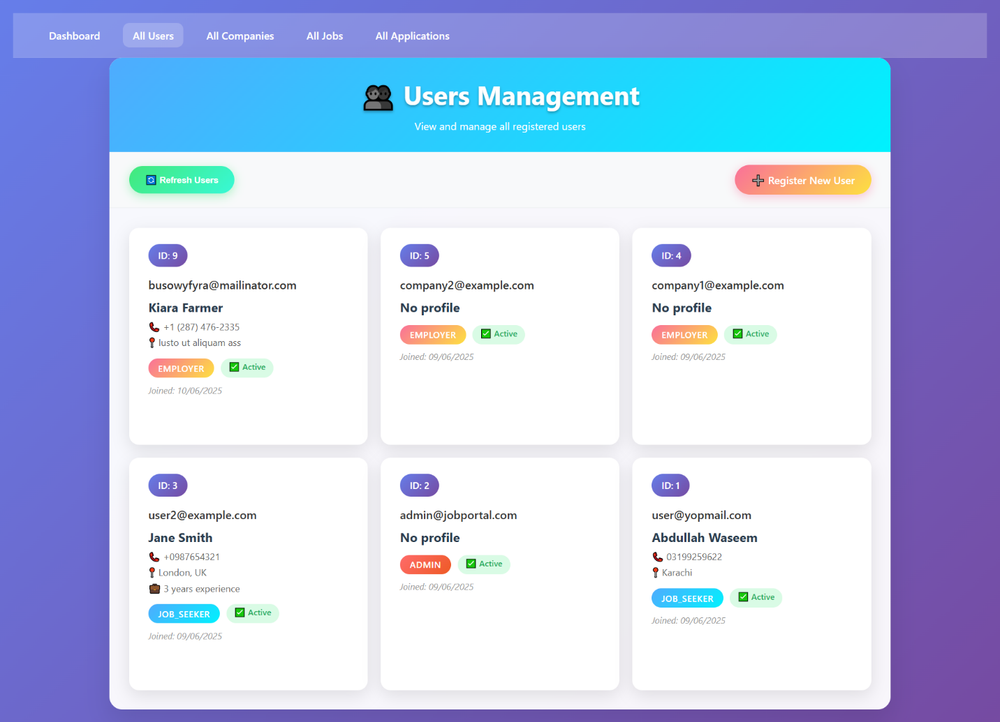 Dashboard
All Users
All Companies
All Jobs
All Applications
Users Management
View and manage all registered users
Refresh Users
Register New User
ID: 9
busowyfyra@mailinator.com
Kiara Farmer
+1 (287) 476-2335
Iusto ut aliquam ass
EMPLOYER
Active
Joined: 10/06/2025
ID: 5
company2@example.com
No profile
EMPLOYER
Active
Joined: 09/06/2025
ID: 4
company1@example.com
No profile
EMPLOYER
Active
Joined: 09/06/2025
ID: 3
user2@example.com
Jane Smith
+0987654321
London, UK
3 years experience
JOB_SEEKER
Active
Joined: 09/06/2025
ID: 2
admin@jobportal.com
No profile
ADMIN
Active
Joined: 09/06/2025
ID: 1
user@yopmail.com
Abdullah Waseem
03199259622
Karachi
JOB_SEEKER
Active
Joined: 09/06/2025